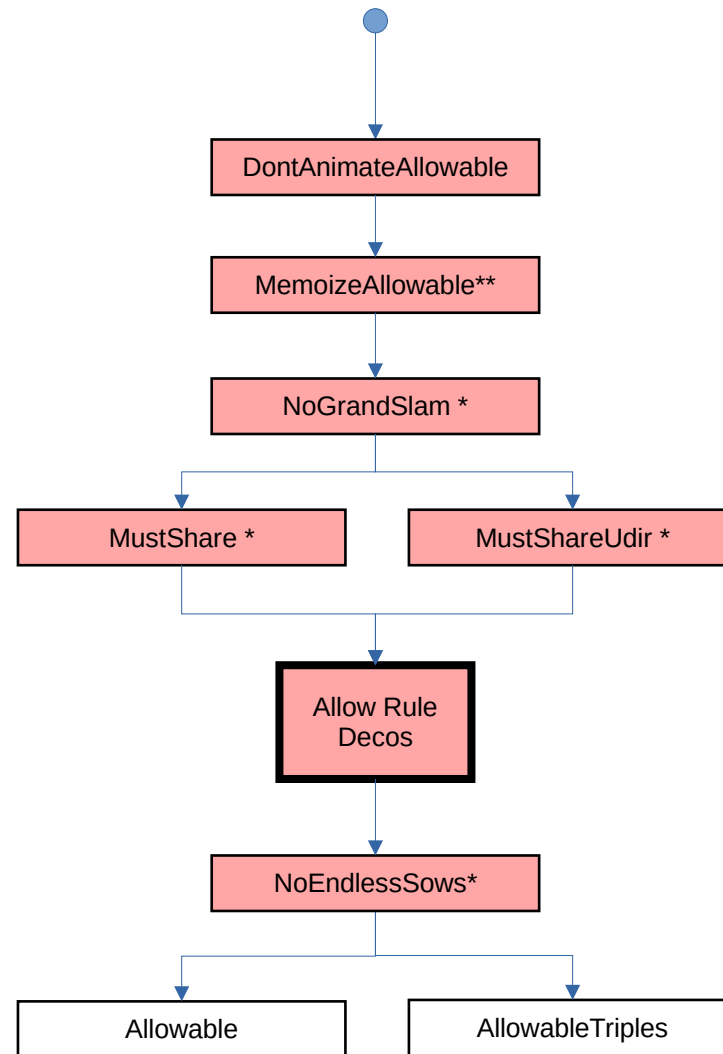 DontAnimateAllowable
MemoizeAllowable**
NoGrandSlam *
MustShare *
MustShareUdir *
Allow Rule
Decos
NoEndlessSows*
Allowable
AllowableTriples